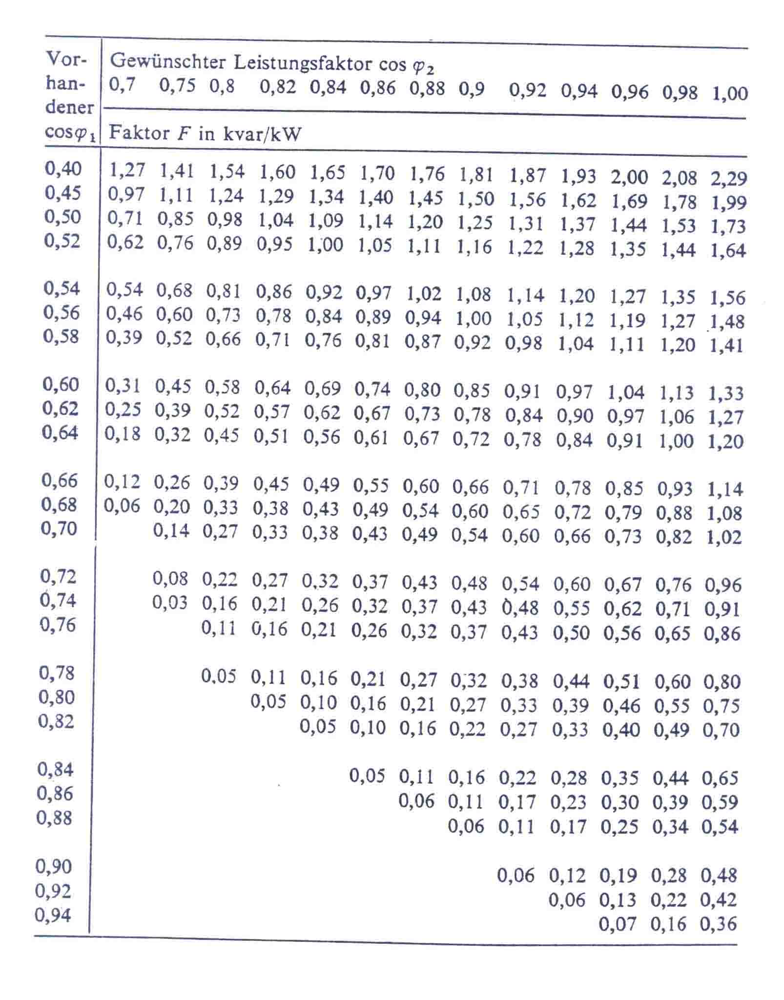 Vor-
han-
dener
cosφ₁
Gewünschter Leistungsfaktor cos φ₂
0,7 0,75 0,8 0,82 0,84 0,86 0,88 0,9 0,92 0,94 0,96 0,98 1,00
Faktor F in kvar/kW
0,40 1,27 1,41 1,54 1,60 1,65 1,70 1,76 1,81 1,87 1,93 2,00 2,08 2,29
0,45 0,97 1,11 1,24 1,29 1,34 1,40 1,45 1,50 1,56 1,62 1,69 1,78 1,99
0,50 0,71 0,85 0,98 1,04 1,09 1,14 1,20 1,25 1,31 1,37 1,44 1,53 1,73
0,52 0,62 0,76 0,89 0,95 1,00 1,05 1,11 1,16 1,22 1,28 1,35 1,44 1,64
0,54 0,54 0,68 0,81 0,86 0,92 0,97 1,02 1,08 1,14 1,20 1,27 1,35 1,56
0,56 0,46 0,60 0,73 0,78 0,84 0,89 0,94 1,00 1,05 1,12 1,19 1,27 1,48
0,58 0,39 0,52 0,66 0,71 0,76 0,81 0,87 0,92 0,98 1,04 1,11 1,20 1,41
0,60 0,31 0,45 0,58 0,64 0,69 0,74 0,80 0,85 0,91 0,97 1,04 1,13 1,33
0,62 0,25 0,39 0,52 0,57 0,62 0,67 0,73 0,78 0,84 0,90 0,97 1,06 1,27
0,64 0,18 0,32 0,45 0,51 0,56 0,61 0,67 0,72 0,78 0,84 0,91 1,00 1,20
0,66 0,12 0,26 0,39 0,45 0,49 0,55 0,60 0,66 0,71 0,78 0,85 0,93 1,14
0,68 0,06 0,20 0,33 0,38 0,43 0,49 0,54 0,60 0,65 0,72 0,79 0,88 1,08
0,70 0,14 0,27 0,33 0,38 0,43 0,49 0,54 0,60 0,66 0,73 0,82 1,02
0,72 0,08 0,22 0,27 0,32 0,37 0,43 0,48 0,54 0,60 0,67 0,76 0,96
0,74 0,03 0,16 0,21 0,26 0,32 0,37 0,43 0,48 0,55 0,62 0,71 0,91
0,76 0,11 0,16 0,21 0,26 0,32 0,37 0,43 0,50 0,56 0,65 0,86
0,78 0,05 0,11 0,16 0,21 0,27 0,32 0,38 0,44 0,51 0,60 0,80
0,80 0,05 0,10 0,16 0,21 0,27 0,33 0,39 0,46 0,55 0,75
0,82 0,05 0,10 0,16 0,22 0,27 0,33 0,40 0,49 0,70
0,84 0,05 0,11 0,16 0,22 0,28 0,35 0,44 0,65
0,86 0,06 0,11 0,17 0,23 0,30 0,39 0,59
0,88 0,06 0,11 0,17 0,25 0,34 0,54
0,90 0,06 0,12 0,19 0,28 0,48
0,92 0,06 0,13 0,22 0,42
0,94 0,07 0,16 0,36